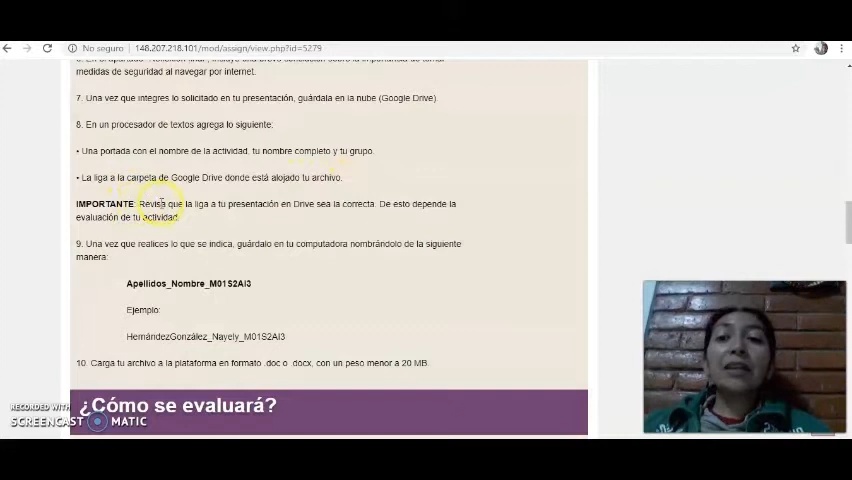 No seguro 148.207.218.101/mod/assign/view.php?id=5279
medidas de seguridad al navegar por internet.
7. Una vez que integres lo solicitado en tu presentación, guárdala en la nube (Google Drive).
8. En un procesador de textos agrega lo siguiente:
• Una portada con el nombre de la actividad, tu nombre completo y tu grupo.
• La liga a la carpeta de Google Drive donde está alojado tu archivo.
IMPORTANTE: Revisa que la liga a tu presentación en Drive sea la correcta. De esto depende la
evaluación de tu actividad.
9. Una vez que realices lo que se indica, guárdalo en tu computadora nombrándolo de la siguiente
manera:
Apellidos_Nombre_M01S2AI3
Ejemplo:
HernándezGonzález_Nayely_M01S2AI3
10. Carga tu archivo a la plataforma en formato .doc o .docx, con un peso menor a 20 MB.
¿Cómo se evaluará?
RECORDED WITH
SCREENCAST MATIC